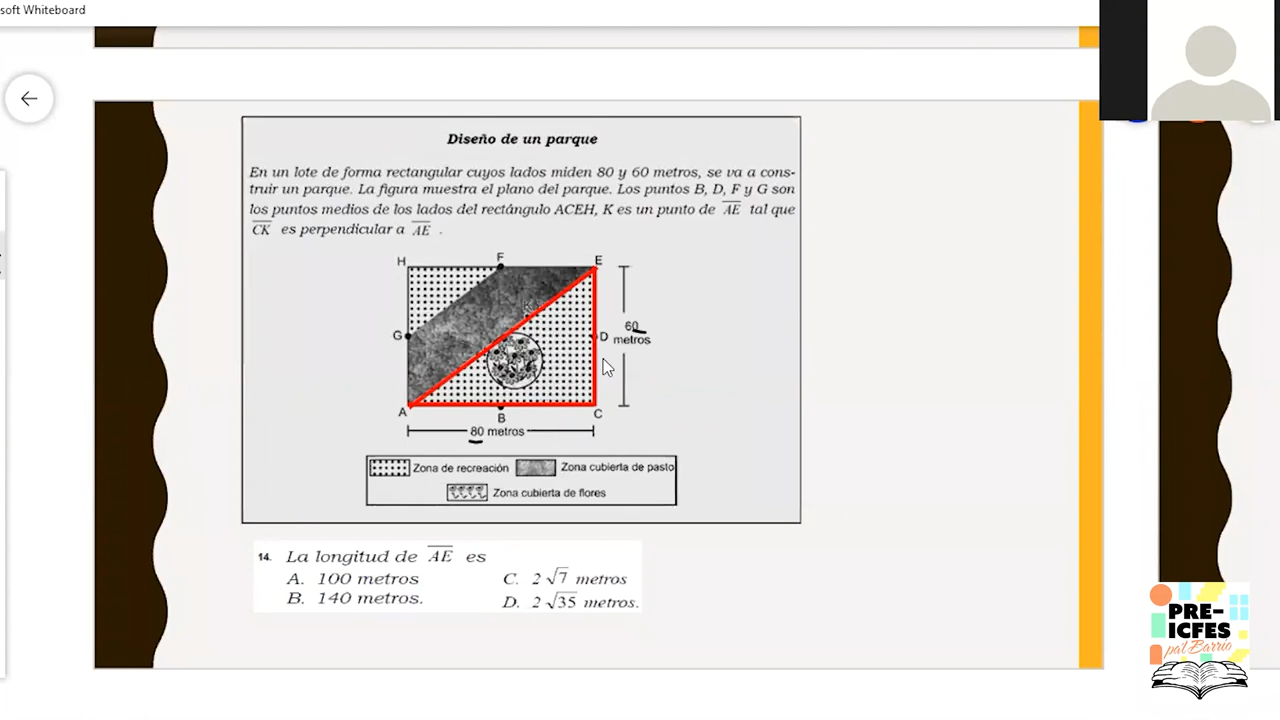 soft Whiteboard
Diseño de un parque
En un lote de forma rectangular cuyos lados miden 80 y 60 metros, se va a cons-
truir un parque. La figura muestra el plano del parque. Los puntos B, D, F y G son
los puntos medios de los lados del rectángulo ACEH, K es un punto de AE tal que
CK es perpendicular a AE .
H F E
K
G D
60
metros
A B C
80 metros
Zona de recreación Zona cubierta de pasto
Zona cubierta de flores
14. La longitud de AE es
A. 100 metros C. 2 √7 metros
B. 140 metros. D. 2 √35 metros.
PRE-
ICFES
pal Barrio